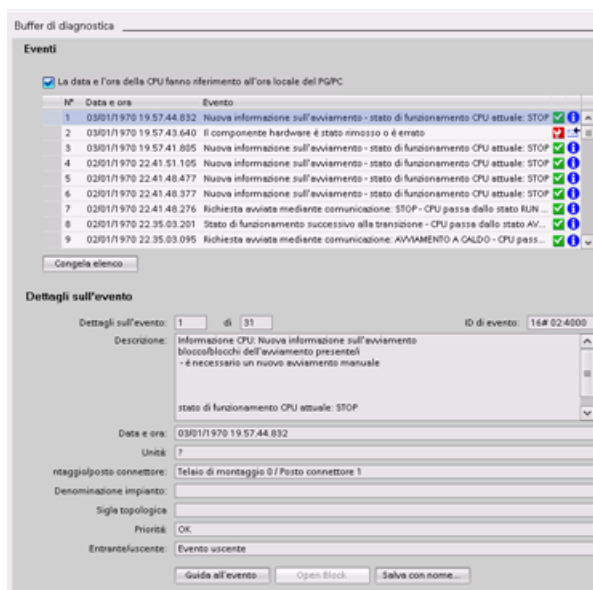 Buffer di diagnostica
Eventi
La data e l'ora della CPU fanno riferimento all'ora locale del PG/PC
N° Data e ora Evento
1 03/01/1970 19.57.44.832 Nuova informazione sull'avviamento - stato di funzionamento CPU attuale: STOP
2 03/01/1970 19.57.43.640 Il componente hardware è stato rimosso o è errato
3 03/01/1970 19.57.41.805 Nuova informazione sull'avviamento - stato di funzionamento CPU attuale: STOP
4 02/01/1970 22.41.51.105 Nuova informazione sull'avviamento - stato di funzionamento CPU attuale: STOP
5 02/01/1970 22.41.48.477 Nuova informazione sull'avviamento - stato di funzionamento CPU attuale: STOP
6 02/01/1970 22.41.48.377 Nuova informazione sull'avviamento - stato di funzionamento CPU attuale: STOP
7 02/01/1970 22.41.48.276 Richiesta avviata mediante comunicazione: STOP - CPU passa dallo stato RUN ...
8 02/01/1970 22.35.03.201 Stato di funzionamento successivo alla transizione - CPU passa dallo stato AV...
9 02/01/1970 22.35.03.095 Richiesta avviata mediante comunicazione: AVVIAMENTO A CALDO - CPU pass...
Congela elenco
Dettagli sull'evento
Dettagli sull'evento: 1 di 31 ID di evento: 16# 02:4000
Descrizione: Informazione CPU: Nuova informazione sull'avviamento
blocco/blocchi dell'avviamento presente/i
- è necessario un nuovo avviamento manuale
stato di funzionamento CPU attuale: STOP
Data e ora: 03/01/1970 19.57.44.832
Unità: ?
ntaggio/posto connettore: Telaio di montaggio 0 / Posto connettore 1
Denominazione impianto:
Sigla topologica
Priorità: OK
Entrante/uscente: Evento uscente
Guida all'evento Open Block Salva con nome...